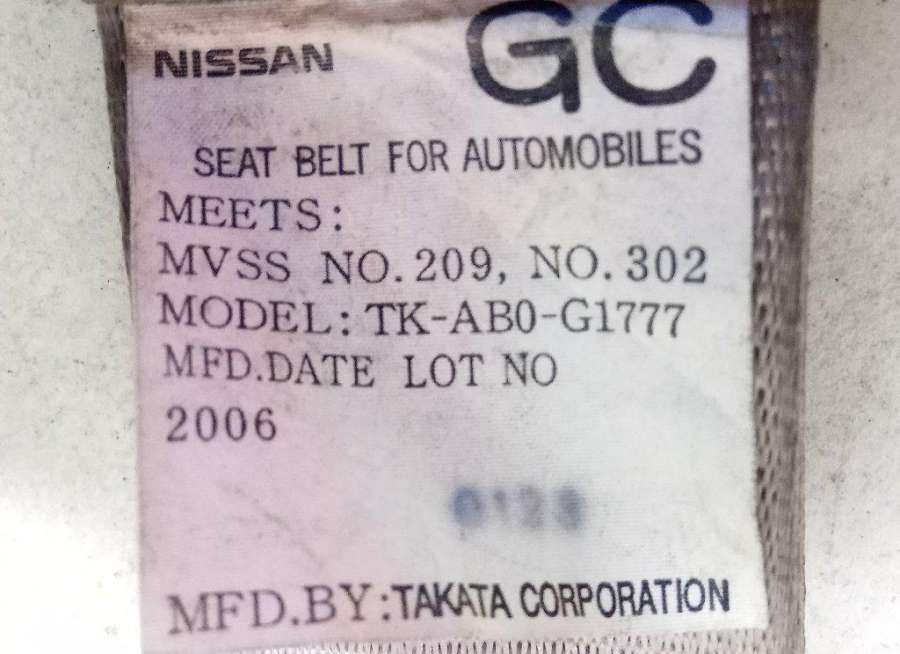 NISSAN GC
SEAT BELT FOR AUTOMOBILES
MEETS:
MVSS NO.209, NO.302
MODEL: TK-AB0-G1777
MFD.DATE LOT NO
2006
0128
MFD.BY:TAKATA CORPORATION